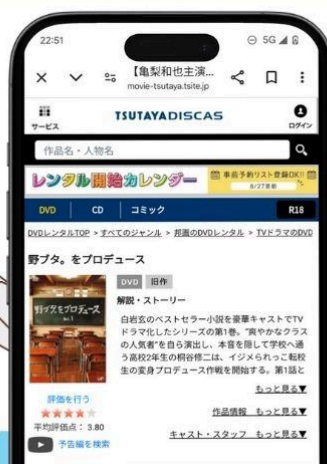 22:51
5G
【亀梨和也主演...
movie-tsutaya.tsite.jp
サービス
TSUTAYADISCAS
ログイン
作品名・人物名
レンタル開始カレンダー
事前予約リスト登録OK!!
8/27更新
DVD
CD
コミック
R18
DVDレンタルTOP > すべてのジャンル > 邦画のDVDレンタル > TVドラマのDVD
野ブタ。をプロデュース
DVD 旧作
解説・ストーリー
白岩玄のベストセラー小説を豪華キャストでTV
ドラマ化したシリーズの第1巻。“爽やかなクラス
の人気者”を自ら演出し、本音を隠して学校へ通
う高校2年生の桐谷修二は、イジメられっこ転校
生の変身プロデュース作戦を開始する。第1話と
もっと見る▼
野ブタ。をプロデュース
評価を行う
平均評価点: 3.80
予告編を検索
作品情報 もっと見る▼
キャスト・スタッフ もっと見る▼